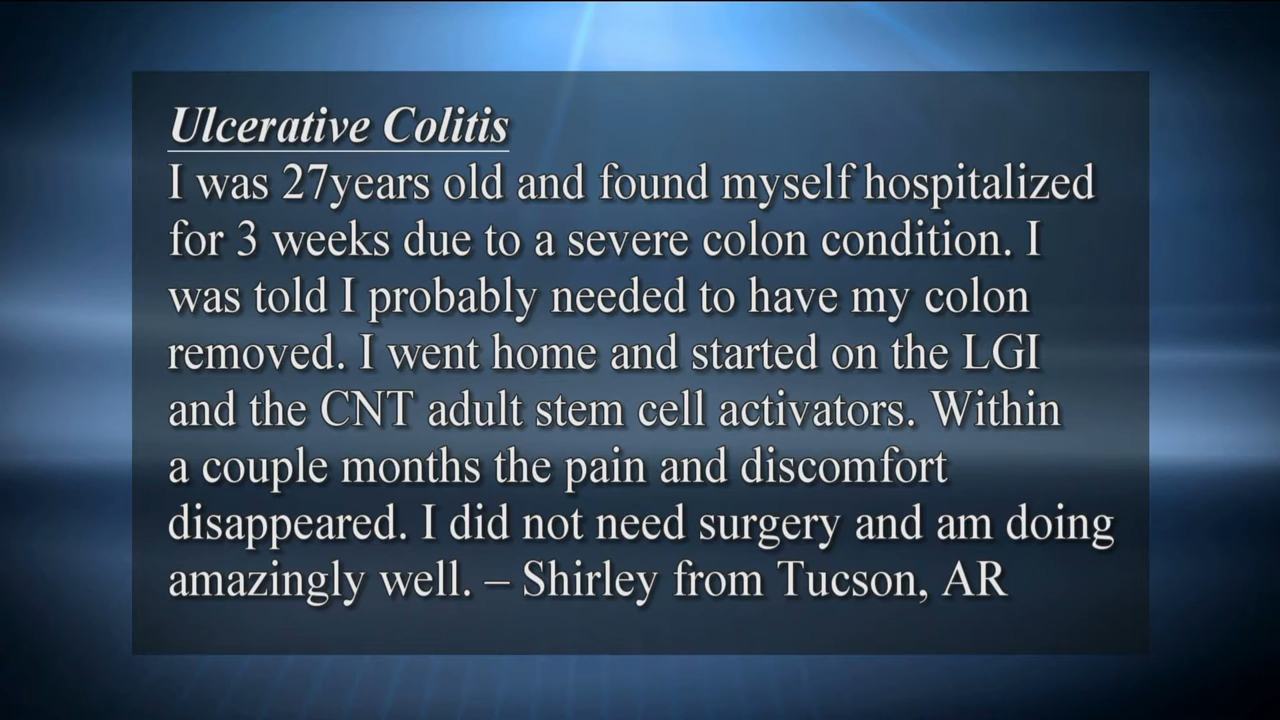 Ulcerative Colitis
I was 27years old and found myself hospitalized
for 3 weeks due to a severe colon condition. I
was told I probably needed to have my colon
removed. I went home and started on the LGI
and the CNT adult stem cell activators. Within
a couple months the pain and discomfort
disappeared. I did not need surgery and am doing
amazingly well. – Shirley from Tucson, AR